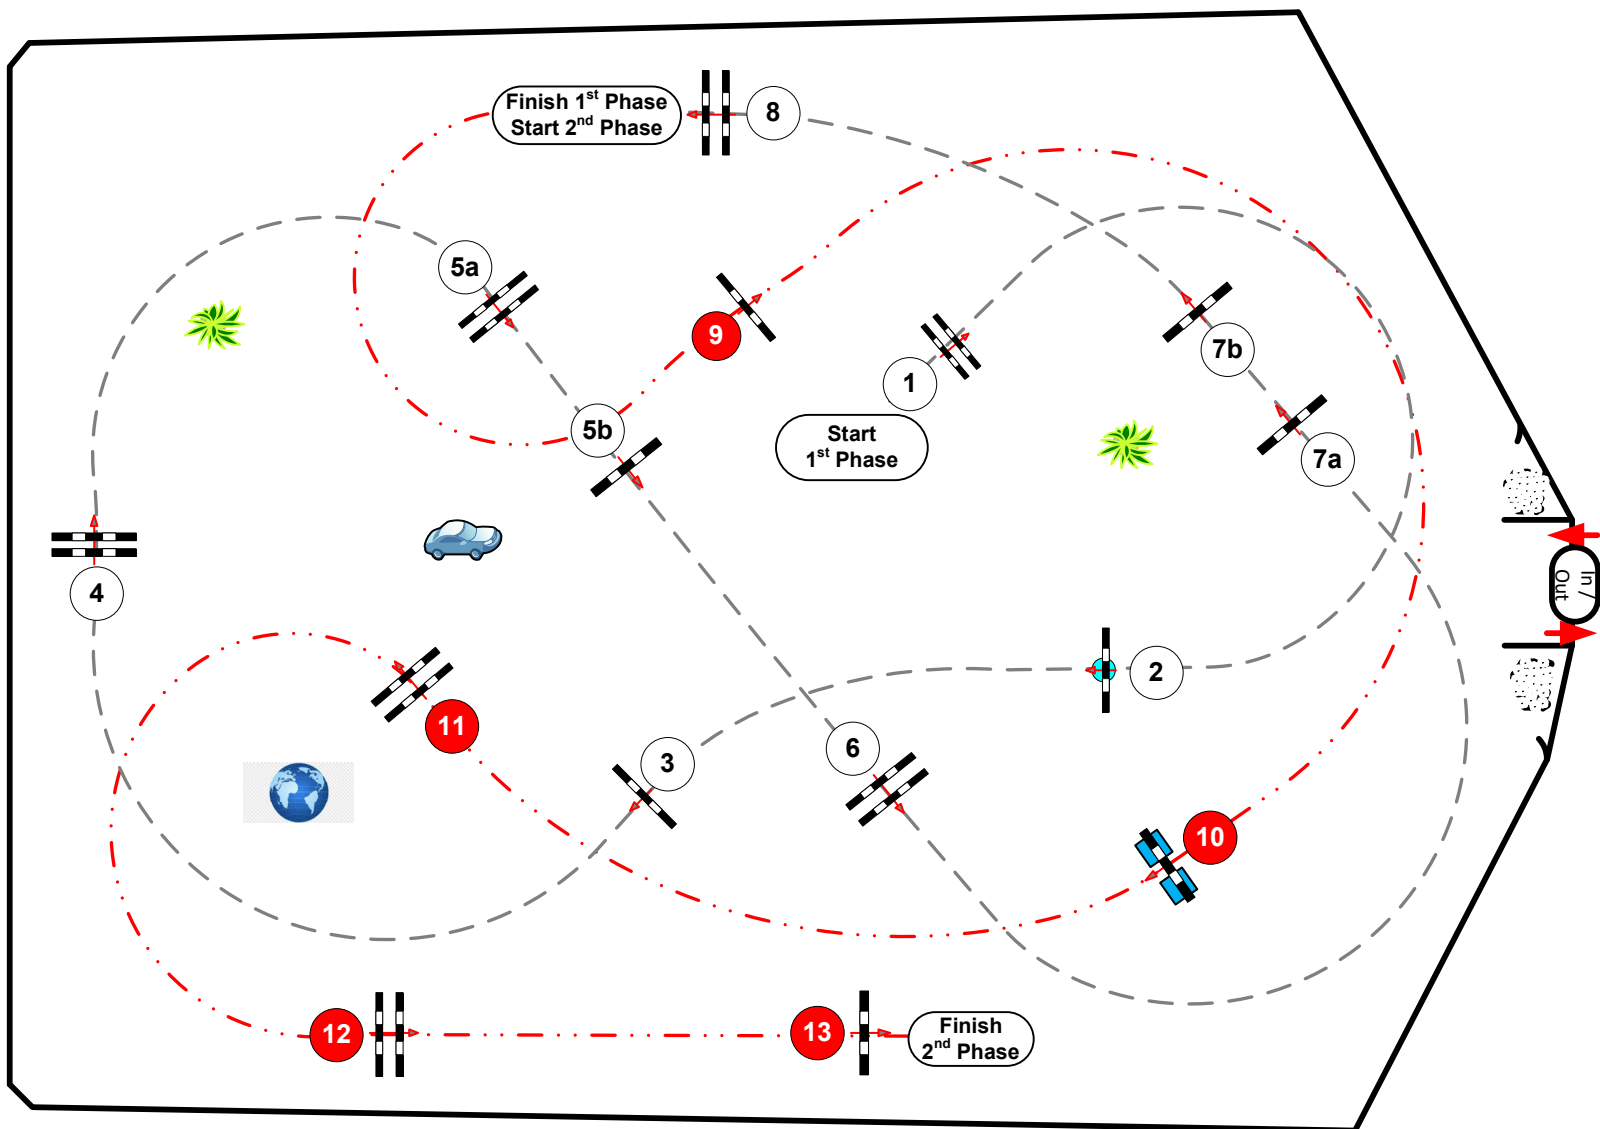 Finish 1st Phase
Start 2nd Phase
8
5a
9
1
7b
Start
1st Phase
5b
7a
In /
Out
4
2
11
3
6
10
12
13
Finish
2nd Phase